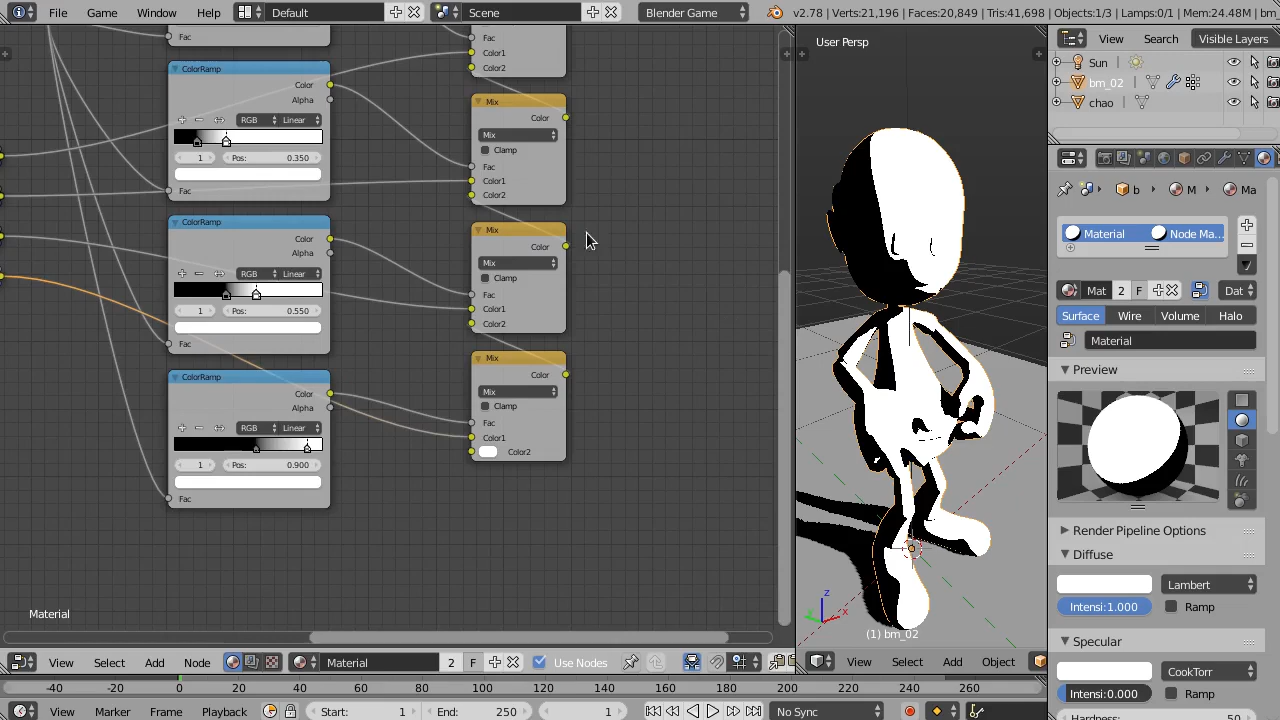 File Game Window Help Default Scene Blender Game v2.78 | Verts:21,196 | Faces:20,849 | Tris:41,698 | Objects:1/3 | Lamps:0/1 | Mem:24.48M | bm
Fac
Color1
Color2
ColorRamp
Color
Alpha
RGB Linear
1 Pos: 0.350
Fac
Mix
Color
Mix
Clamp
Fac
Color1
Color2
ColorRamp
Color
Alpha
RGB Linear
1 Pos: 0.550
Fac
Mix
Color
Mix
Clamp
Fac
Color1
Color2
ColorRamp
Color
Alpha
RGB Linear
1 Pos: 0.900
Fac
Mix
Color
Mix
Clamp
Fac
Color1
Color2
Material
View Select Add Node Material 2 F Use Nodes
User Persp
z
y
x
(1) bm_02
View Select Add Object
View Search Visible Layers
Sun
bm_02
chao
b M Ma
Material Node Ma...
Mat 2 F Dat
Surface Wire Volume Halo
Material
Preview
Render Pipeline Options
Diffuse
Lambert
Intensi:1.000 Ramp
Specular
CookTorr
Intensi:0.000 Ramp
Hardness: 50
-40 -20 0 20 40 60 80 100 120 140 160 180 200 220 240 260
View Marker Frame Playback Start: 1 End: 250 1 No Sync